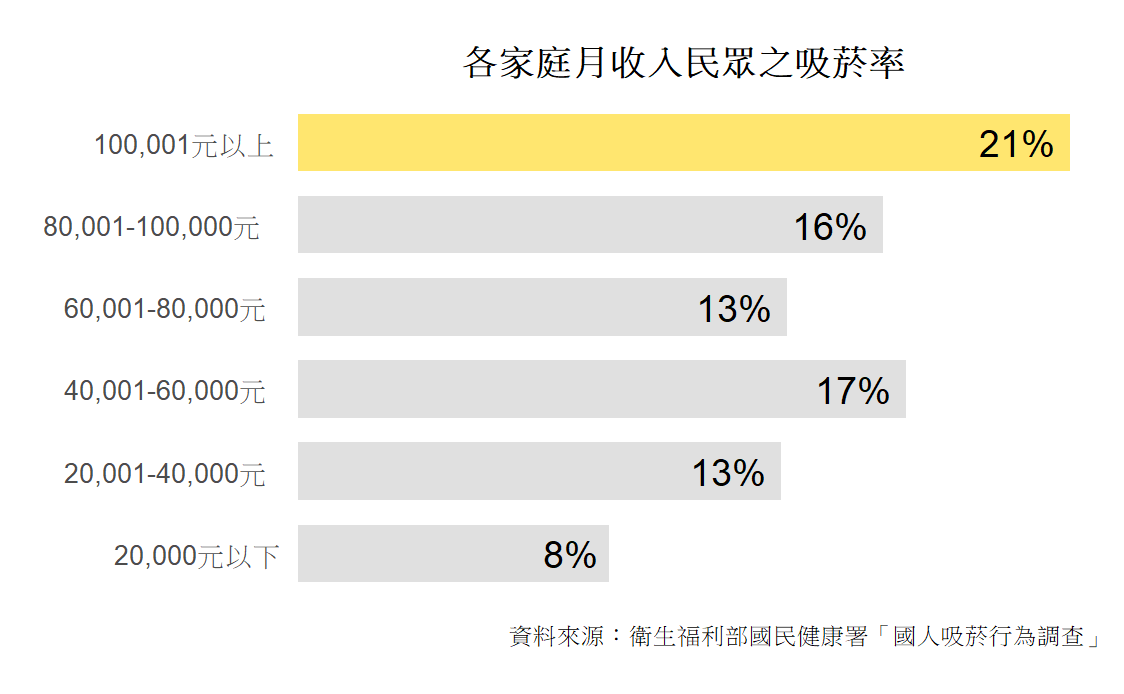 各家庭月收入民眾之吸菸率
100,001元以上 21%
80,001-100,000元 16%
60,001-80,000元 13%
40,001-60,000元 17%
20,001-40,000元 13%
20,000元以下 8%
資料來源：衛生福利部國民健康署「國人吸菸行為調查」